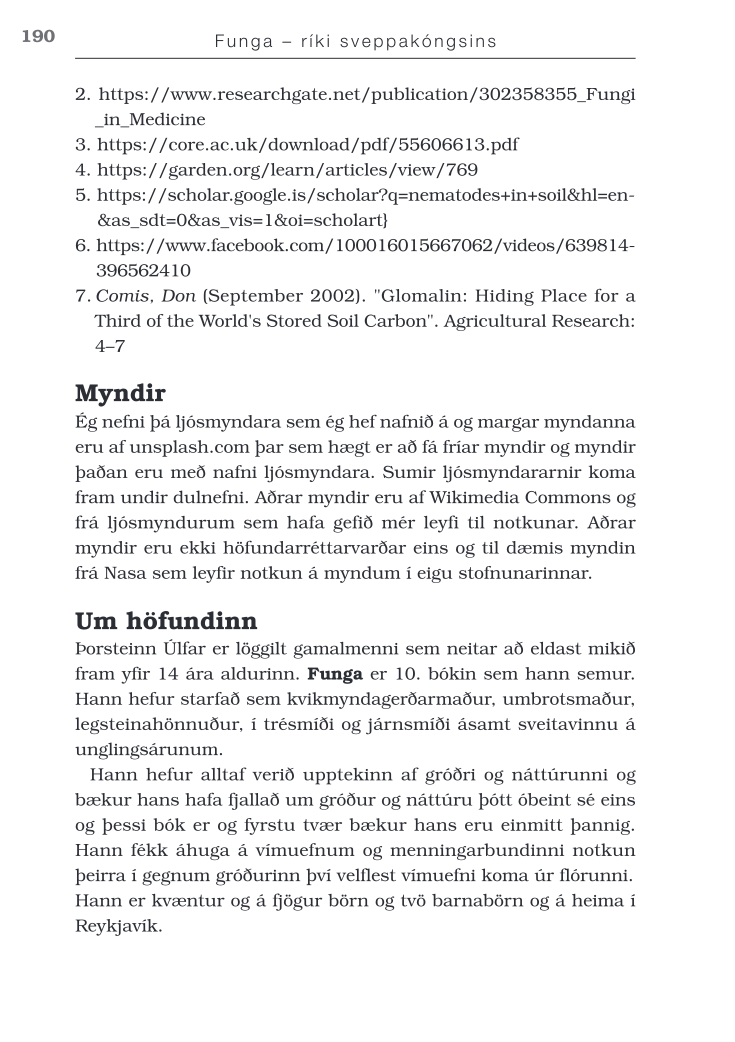 190
Funga – ríki sveppakóngsins
2. https://www.researchgate.net/publication/302358355_Fungi
_in_Medicine
3. https://core.ac.uk/download/pdf/55606613.pdf
4. https://garden.org/learn/articles/view/769
5. https://scholar.google.is/scholar?q=nematodes+in+soil&hl=en-
&as_sdt=0&as_vis=1&oi=scholart}
6. https://www.facebook.com/100016015667062/videos/639814-
396562410
7. Comis, Don (September 2002). "Glomalin: Hiding Place for a
Third of the World's Stored Soil Carbon". Agricultural Research:
4–7
Myndir
Ég nefni þá ljósmyndara sem ég hef nafnið á og margar myndanna
eru af unsplash.com þar sem hægt er að fá fríar myndir og myndir
þaðan eru með nafni ljósmyndara. Sumir ljósmyndararnir koma
fram undir dulnefni. Aðrar myndir eru af Wikimedia Commons og
frá ljósmyndurum sem hafa gefið mér leyfi til notkunar. Aðrar
myndir eru ekki höfundarréttarvarðar eins og til dæmis myndin
frá Nasa sem leyfir notkun á myndum í eigu stofnunarinnar.
Um höfundinn
Þorsteinn Úlfar er löggilt gamalmenni sem neitar að eldast mikið
fram yfir 14 ára aldurinn. Funga er 10. bókin sem hann semur.
Hann hefur starfað sem kvikmyndagerðarmaður, umbrotsmaður,
legsteinahönnuður, í trésmíði og járnsmíði ásamt sveitavinnu á
unglingsárunum.
Hann hefur alltaf verið upptekinn af gróðri og náttúrunni og
bækur hans hafa fjallað um gróður og náttúru þótt óbeint sé eins
og þessi bók er og fyrstu tvær bækur hans eru einmitt þannig.
Hann fékk áhuga á vímuefnum og menningarbundinni notkun
þeirra í gegnum gróðurinn því velflest vímuefni koma úr flórunni.
Hann er kvæntur og á fjögur börn og tvö barnabörn og á heima í
Reykjavík.